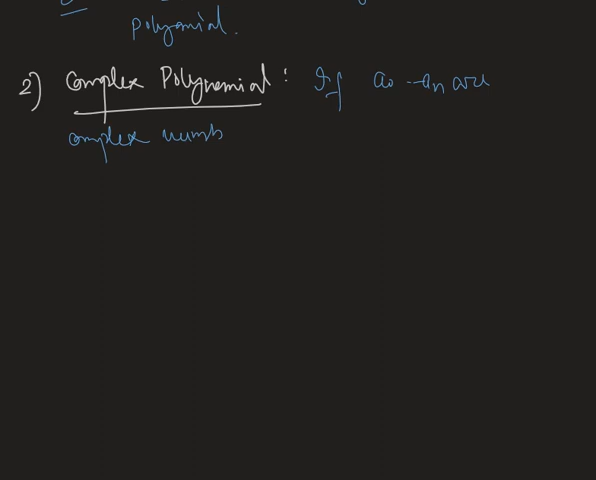 polynomial.
2) Complex Polynomial : If a0 --an are
complex numb